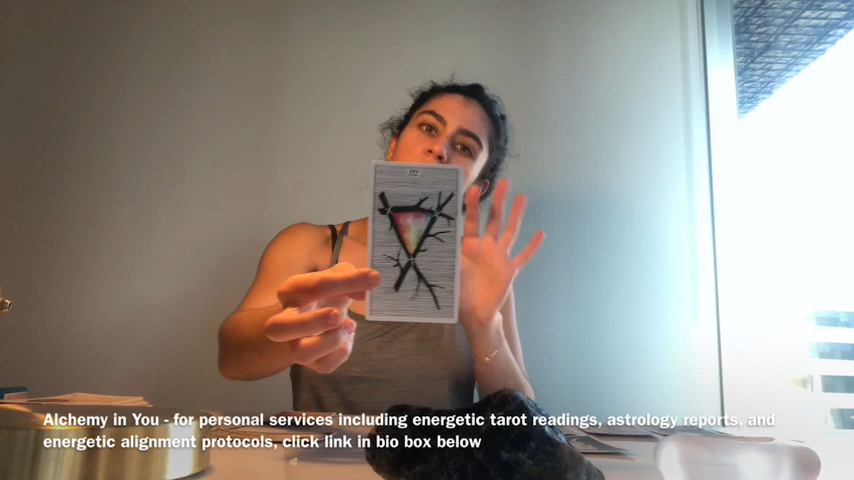 III
Alchemy in You - for personal services including energetic tarot readings, astrology reports, and
energetic alignment protocols, click link in bio box below